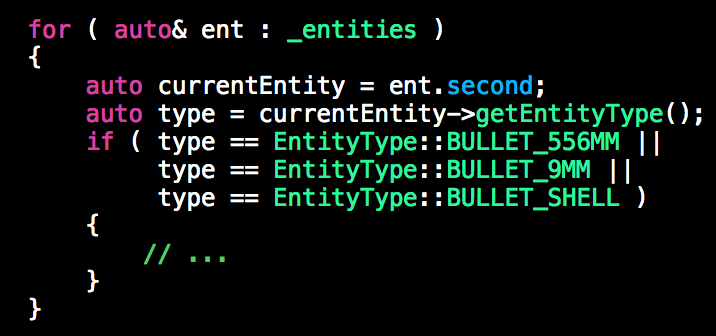 for ( auto& ent : _entities )
{
    auto currentEntity = ent.second;
    auto type = currentEntity->getEntityType();
    if ( type == EntityType::BULLET_556MM ||
         type == EntityType::BULLET_9MM ||
         type == EntityType::BULLET_SHELL )
    {
        // ...
    }
}